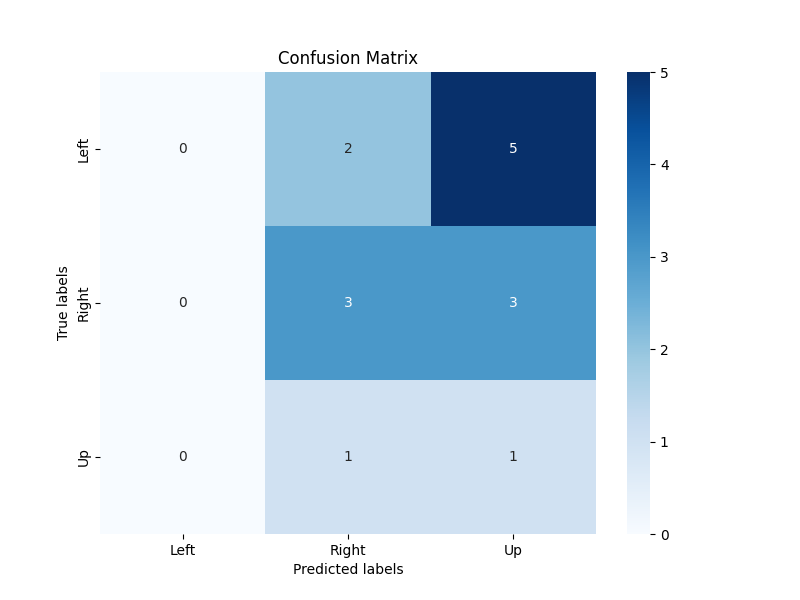 Confusion Matrix
True labels
Left
0 2 5
Right
0 3 3
Up
0 1 1
Left Right Up
Predicted labels
5
4
3
2
1
0